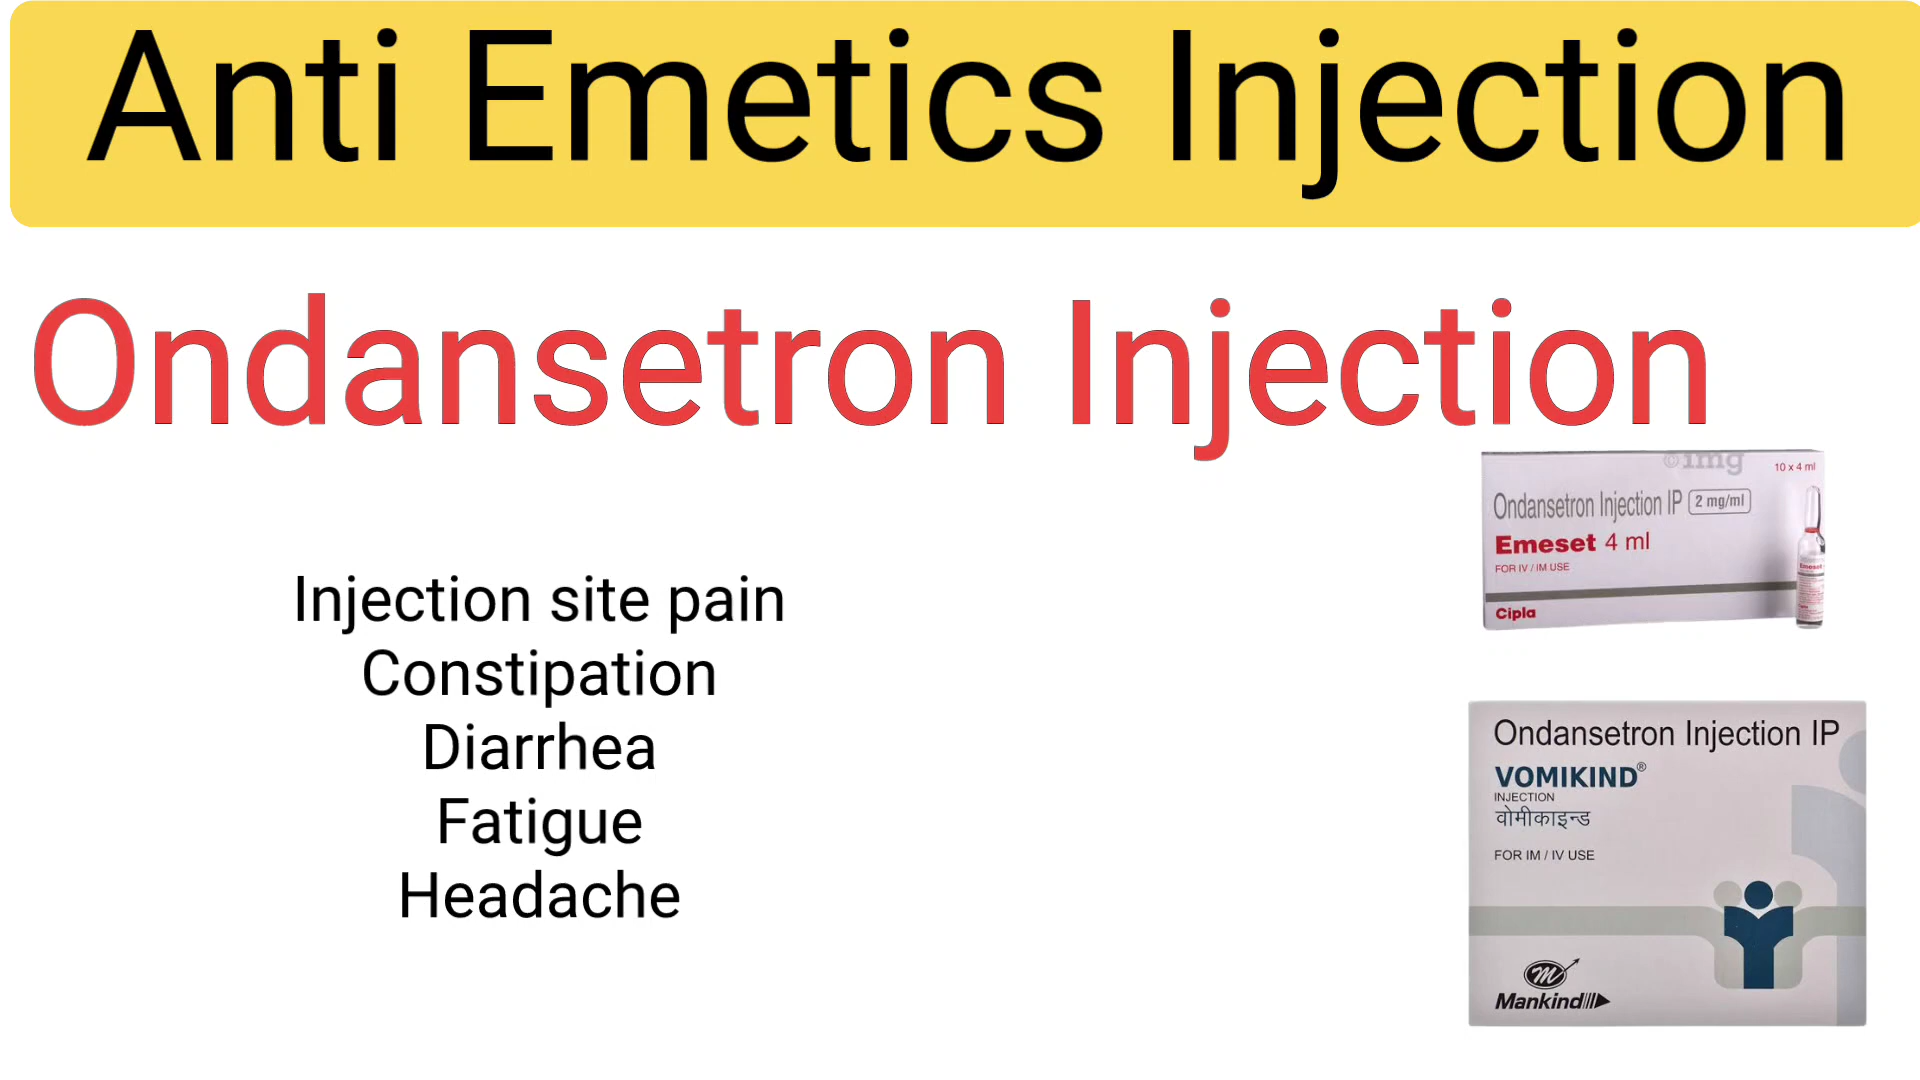 Anti Emetics Injection
Ondansetron Injection
Injection site pain
Constipation
Diarrhea
Fatigue
Headache
©1mg
10 x 4 ml
Ondansetron Injection IP 2 mg/ml
Emeset 4 ml
FOR IV / IM USE
Cipla
Emeset
Ondansetron Injection IP
VOMIKIND®
INJECTION
वोमीकाइन्ड
FOR IM / IV USE
M
Mankind